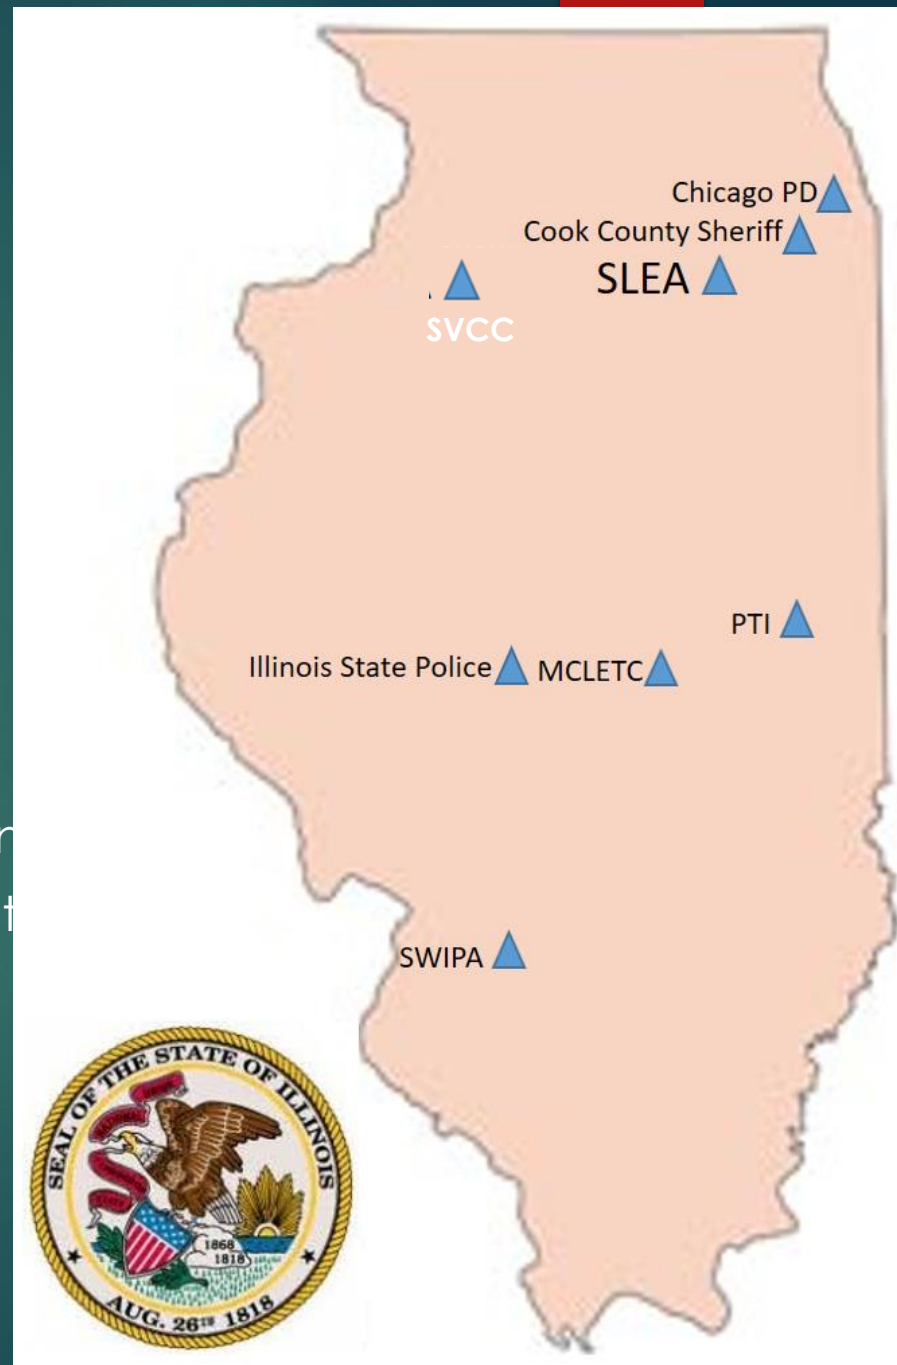 Chicago PD
Cook County Sheriff
SLEA
SVCC
PTI
Illinois State Police
MCLETC
SWIPA
SEAL OF THE STATE OF ILLINOIS
1868
1818
AUG. 26TH 1818